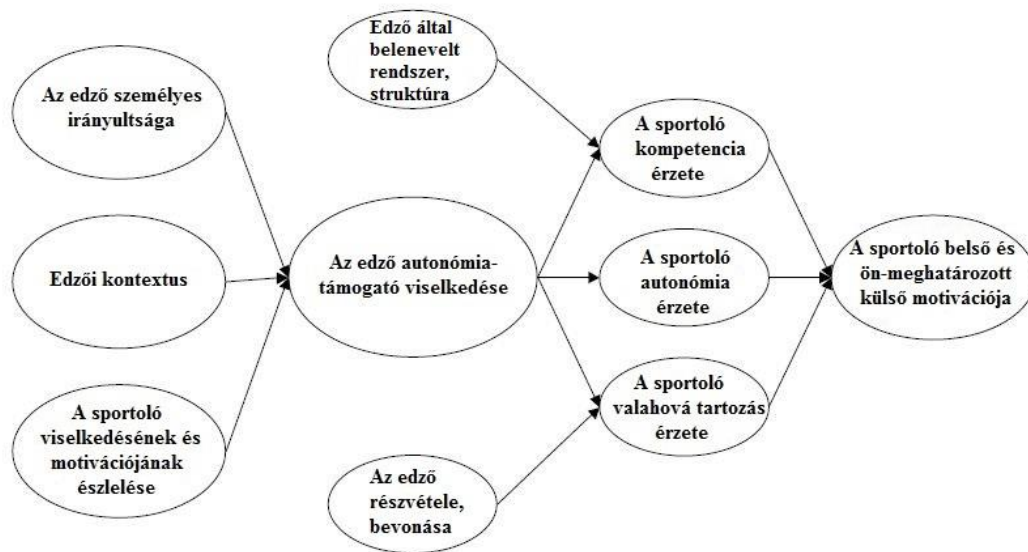 Az edző személyes
irányultsága
Edzői kontextus
A sportoló
viselkedésének és
motivációjának
észlelése
Az edző autonómia-
támogató viselkedése
Edző által
belenevelt
rendszer,
struktúra
Az edző
részvétele,
bevonása
A sportoló
kompetencia
érzete
A sportoló
autonómia
érzete
A sportoló
valahová tartozás
érzete
A sportoló belső és
ön-meghatározott
külső motivációja